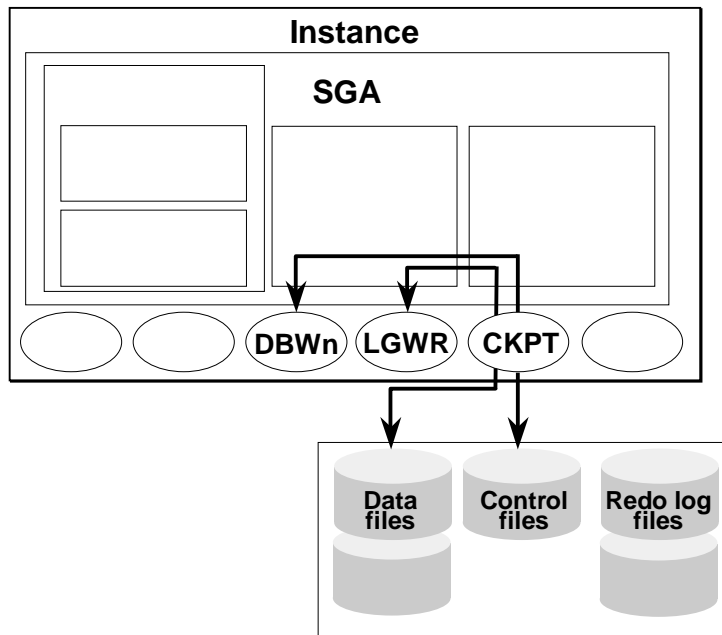 Instance
SGA
DBWn LGWR CKPT
Data files
Control files
Redo log files